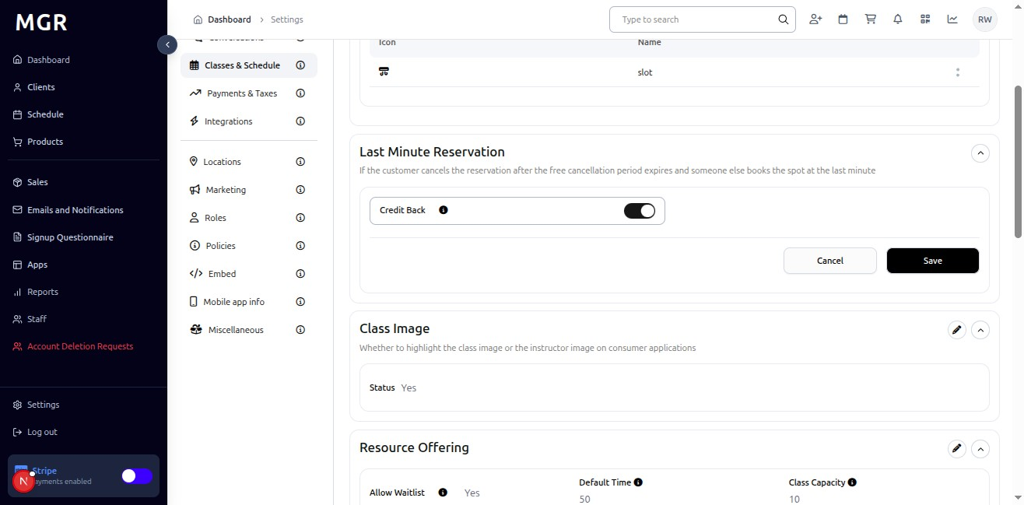 MGR
Dashboard
Clients
Schedule
Products
Sales
Emails and Notifications
Signup Questionnaire
Apps
Reports
Staff
Account Deletion Requests
Settings
Log out
Stripe
ayments enabled
N
Dashboard > Settings
Type to search
RW
Classes & Schedule
Payments & Taxes
Integrations
Locations
Marketing
Roles
Policies
Embed
Mobile app info
Miscellaneous
Icon Name
slot
Last Minute Reservation
If the customer cancels the reservation after the free cancellation period expires and someone else books the spot at the last minute
Credit Back
Cancel Save
Class Image
Whether to highlight the class image or the instructor image on consumer applications
Status Yes
Resource Offering
Allow Waitlist Yes
Default Time
50
Class Capacity
10